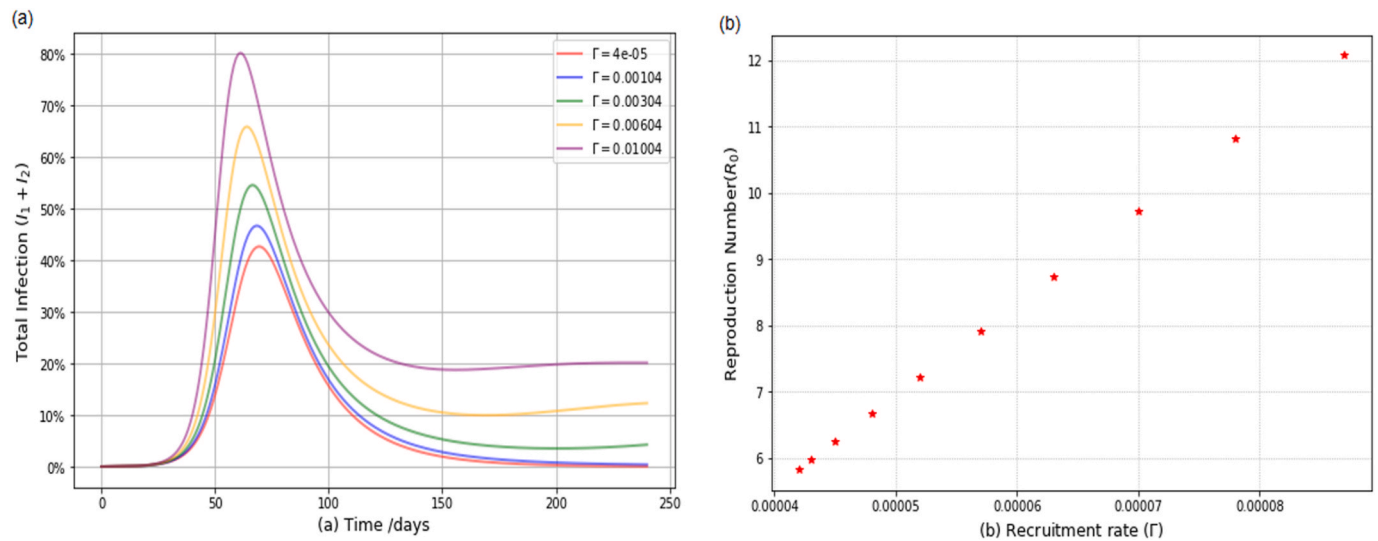 (a)
80%
70%
60%
50%
40%
30%
20%
10%
0%
Total Infection (I₁ + I₂)
Γ = 4e-05
Γ = 0.00104
Γ = 0.00304
Γ = 0.00604
Γ = 0.01004
0 50 100 150 200 250
(a) Time /days
(b)
12
11
10
9
8
7
6
Reproduction Number(R₀)
0.00004 0.00005 0.00006 0.00007 0.00008
(b) Recruitment rate (Γ)